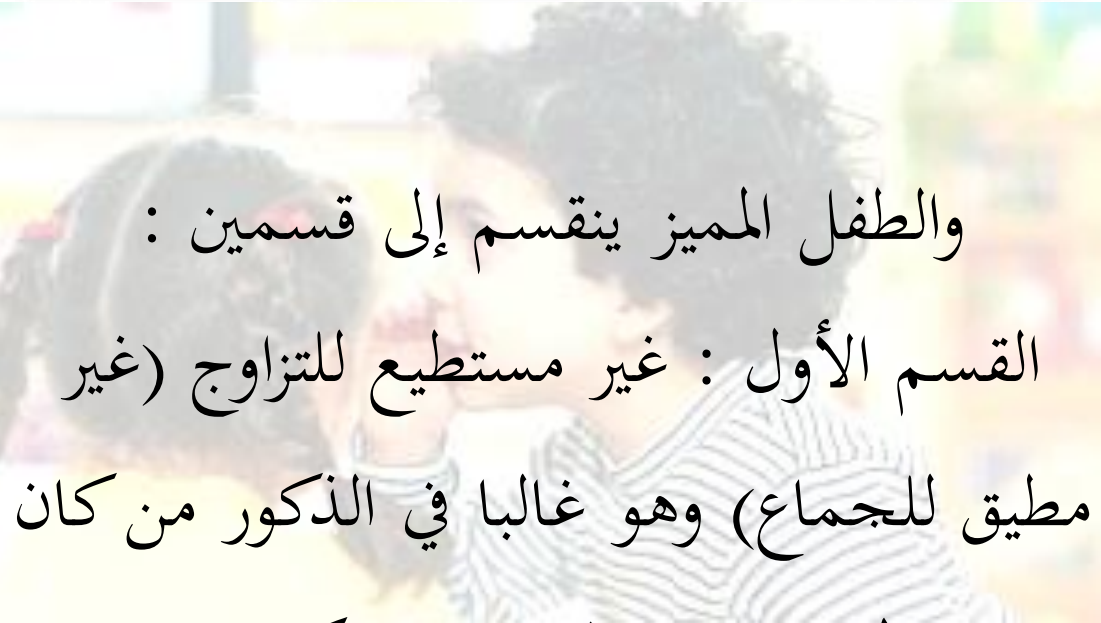 والطفل المميز ينقسم إلى قسمين :
القسم الأول : غير مستطيع للتزاوج (غير
مطيق للجماع) وهو غالبا في الذكور من كان